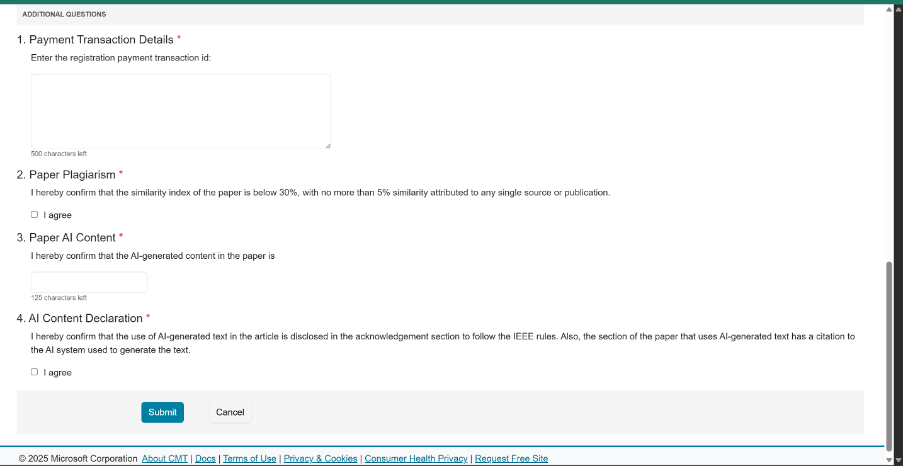 ADDITIONAL QUESTIONS
1. Payment Transaction Details *
Enter the registration payment transaction id:
500 characters left
2. Paper Plagiarism *
I hereby confirm that the similarity index of the paper is below 30%, with no more than 5% similarity attributed to any single source or publication.
I agree
3. Paper AI Content *
I hereby confirm that the AI-generated content in the paper is
125 characters left
4. AI Content Declaration *
I hereby confirm that the use of AI-generated text in the article is disclosed in the acknowledgement section to follow the IEEE rules. Also, the section of the paper that uses AI-generated text has a citation to
the AI system used to generate the text.
I agree
Submit Cancel
© 2025 Microsoft Corporation About CMT | Docs | Terms of Use | Privacy & Cookies | Consumer Health Privacy | Request Free Site